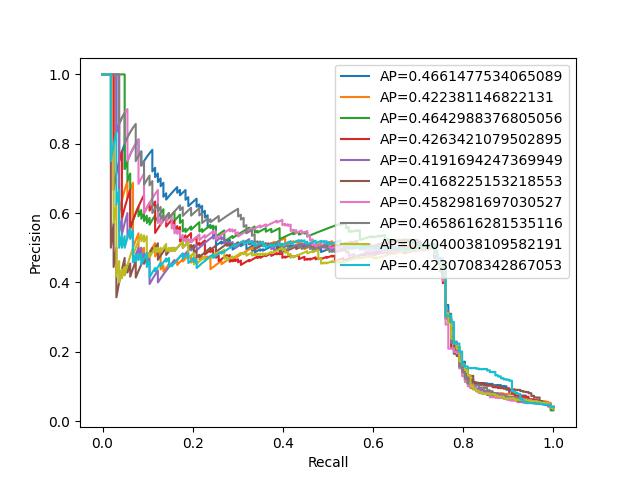 1.0
0.8
0.6
0.4
0.2
0.0
Precision
AP=0.4661477534065089
AP=0.422381146822131
AP=0.4642988376805056
AP=0.4263421079502895
AP=0.4191694247369949
AP=0.4168225153218553
AP=0.4582981697030527
AP=0.4658616281535116
AP=0.4040038109582191
AP=0.4230708342867053
0.0 0.2 0.4 0.6 0.8 1.0
Recall